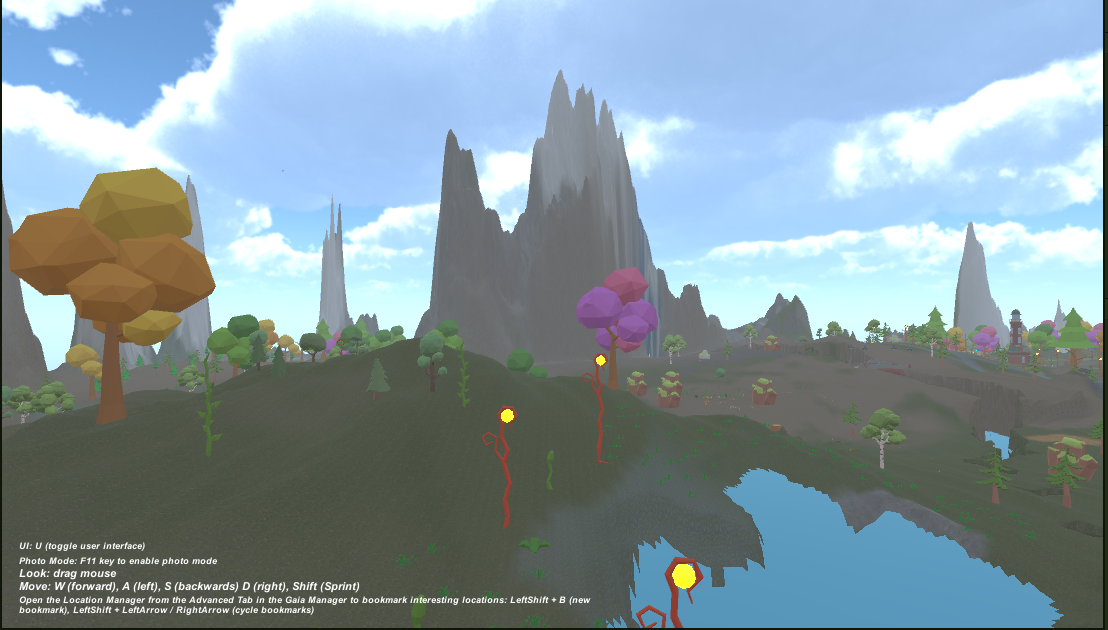 UI: U (toggle user interface)
Photo Mode: F11 key to enable photo mode
Look: drag mouse
Move: W (forward), A (left), S (backwards) D (right), Shift (Sprint)
Open the Location Manager from the Advanced Tab in the Gaia Manager to bookmark interesting locations: LeftShift + B (new
bookmark), LeftShift + LeftArrow / RightArrow (cycle bookmarks)